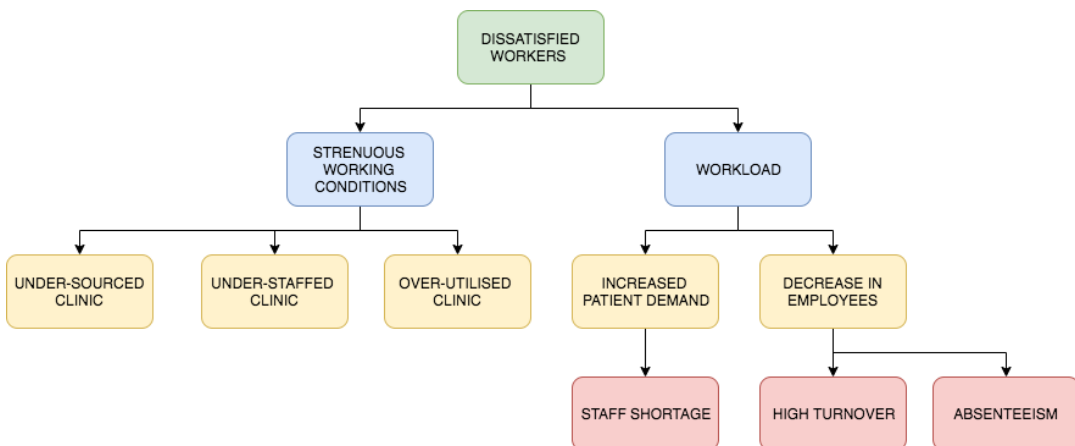 DISSATISFIED
WORKERS
STRENUOUS
WORKING
CONDITIONS
WORKLOAD
UNDER-SOURCED
CLINIC
UNDER-STAFFED
CLINIC
OVER-UTILISED
CLINIC
INCREASED
PATIENT DEMAND
DECREASE IN
EMPLOYEES
STAFF SHORTAGE
HIGH TURNOVER
ABSENTEEISM